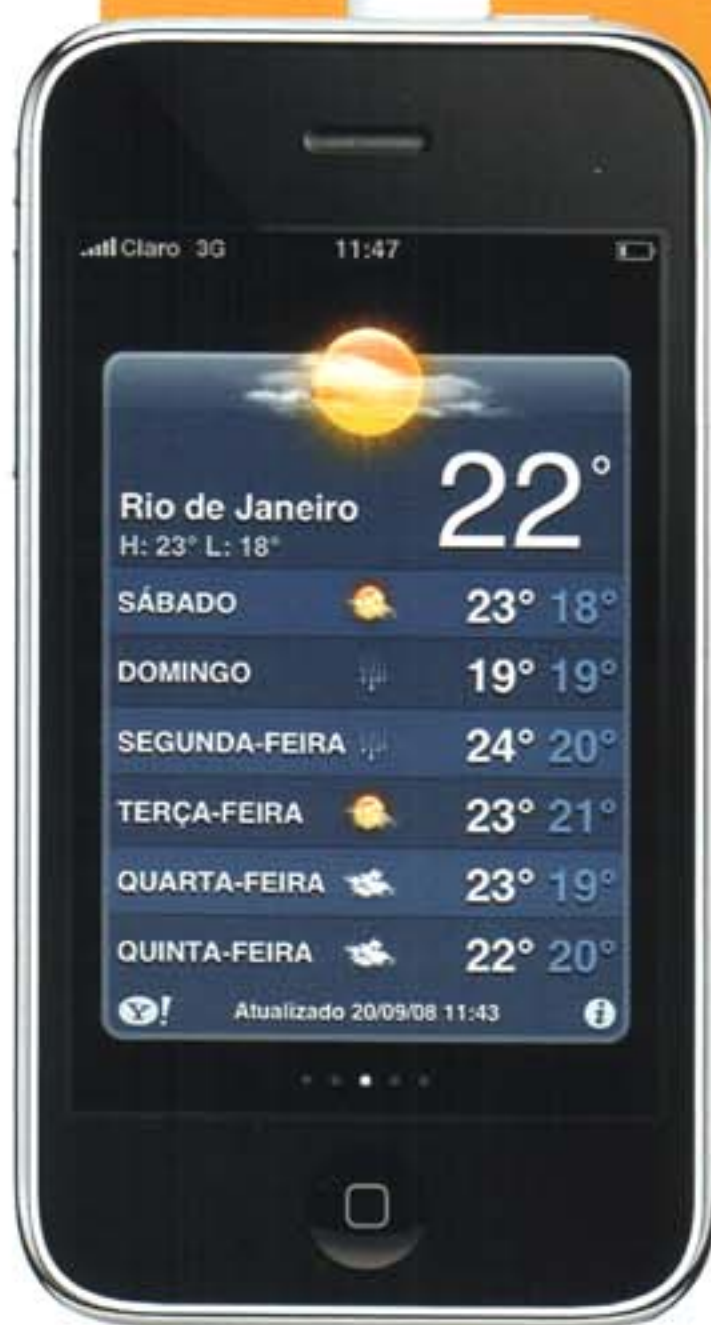 Claro 3G 11:47
22°
Rio de Janeiro
H: 23° L: 18°
SÁBADO 23° 18°
DOMINGO 19° 19°
SEGUNDA-FEIRA 24° 20°
TERÇA-FEIRA 23° 21°
QUARTA-FEIRA 23° 19°
QUINTA-FEIRA 22° 20°
Y! Atualizado 20/09/08 11:43 i